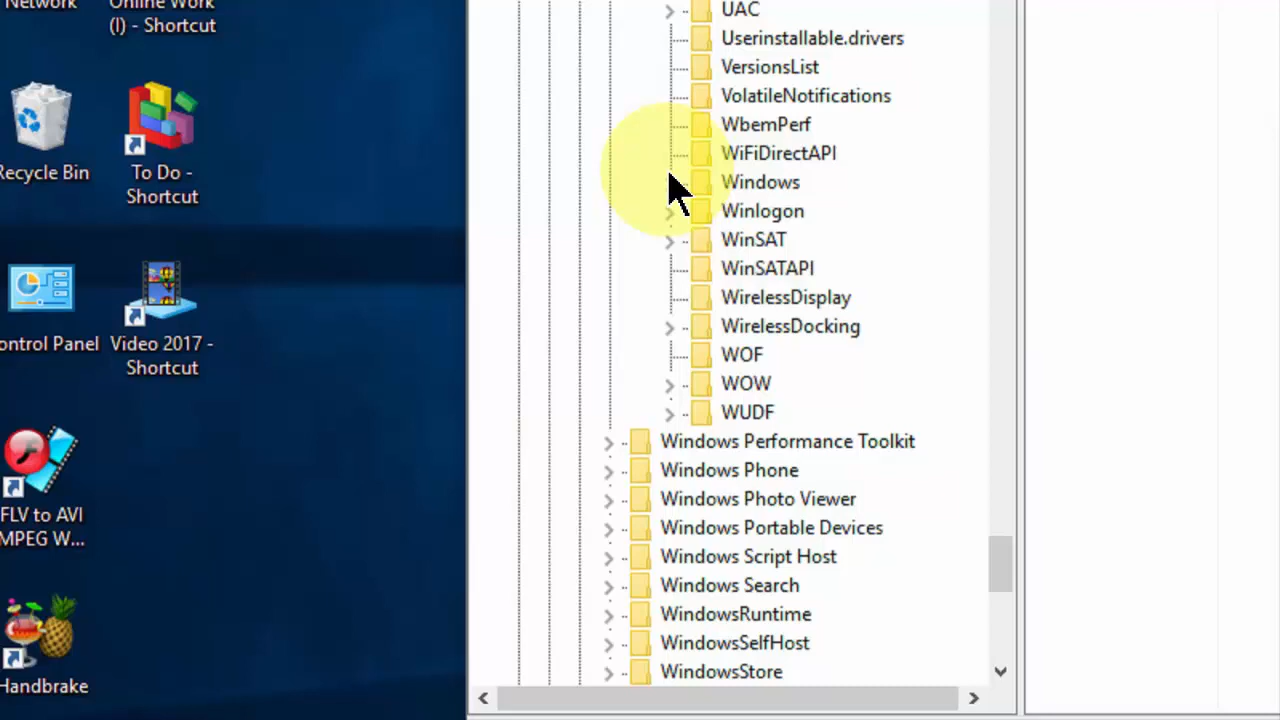 Network
Online Work
(I) - Shortcut
Recycle Bin
To Do -
Shortcut
ontrol Panel
Video 2017 -
Shortcut
FLV to AVI
MPEG W...
Handbrake
UAC
Userinstallable.drivers
VersionsList
VolatileNotifications
WbemPerf
WiFiDirectAPI
Windows
Winlogon
WinSAT
WinSATAPI
WirelessDisplay
WirelessDocking
WOF
WOW
WUDF
Windows Performance Toolkit
Windows Phone
Windows Photo Viewer
Windows Portable Devices
Windows Script Host
Windows Search
WindowsRuntime
WindowsSelfHost
WindowsStore